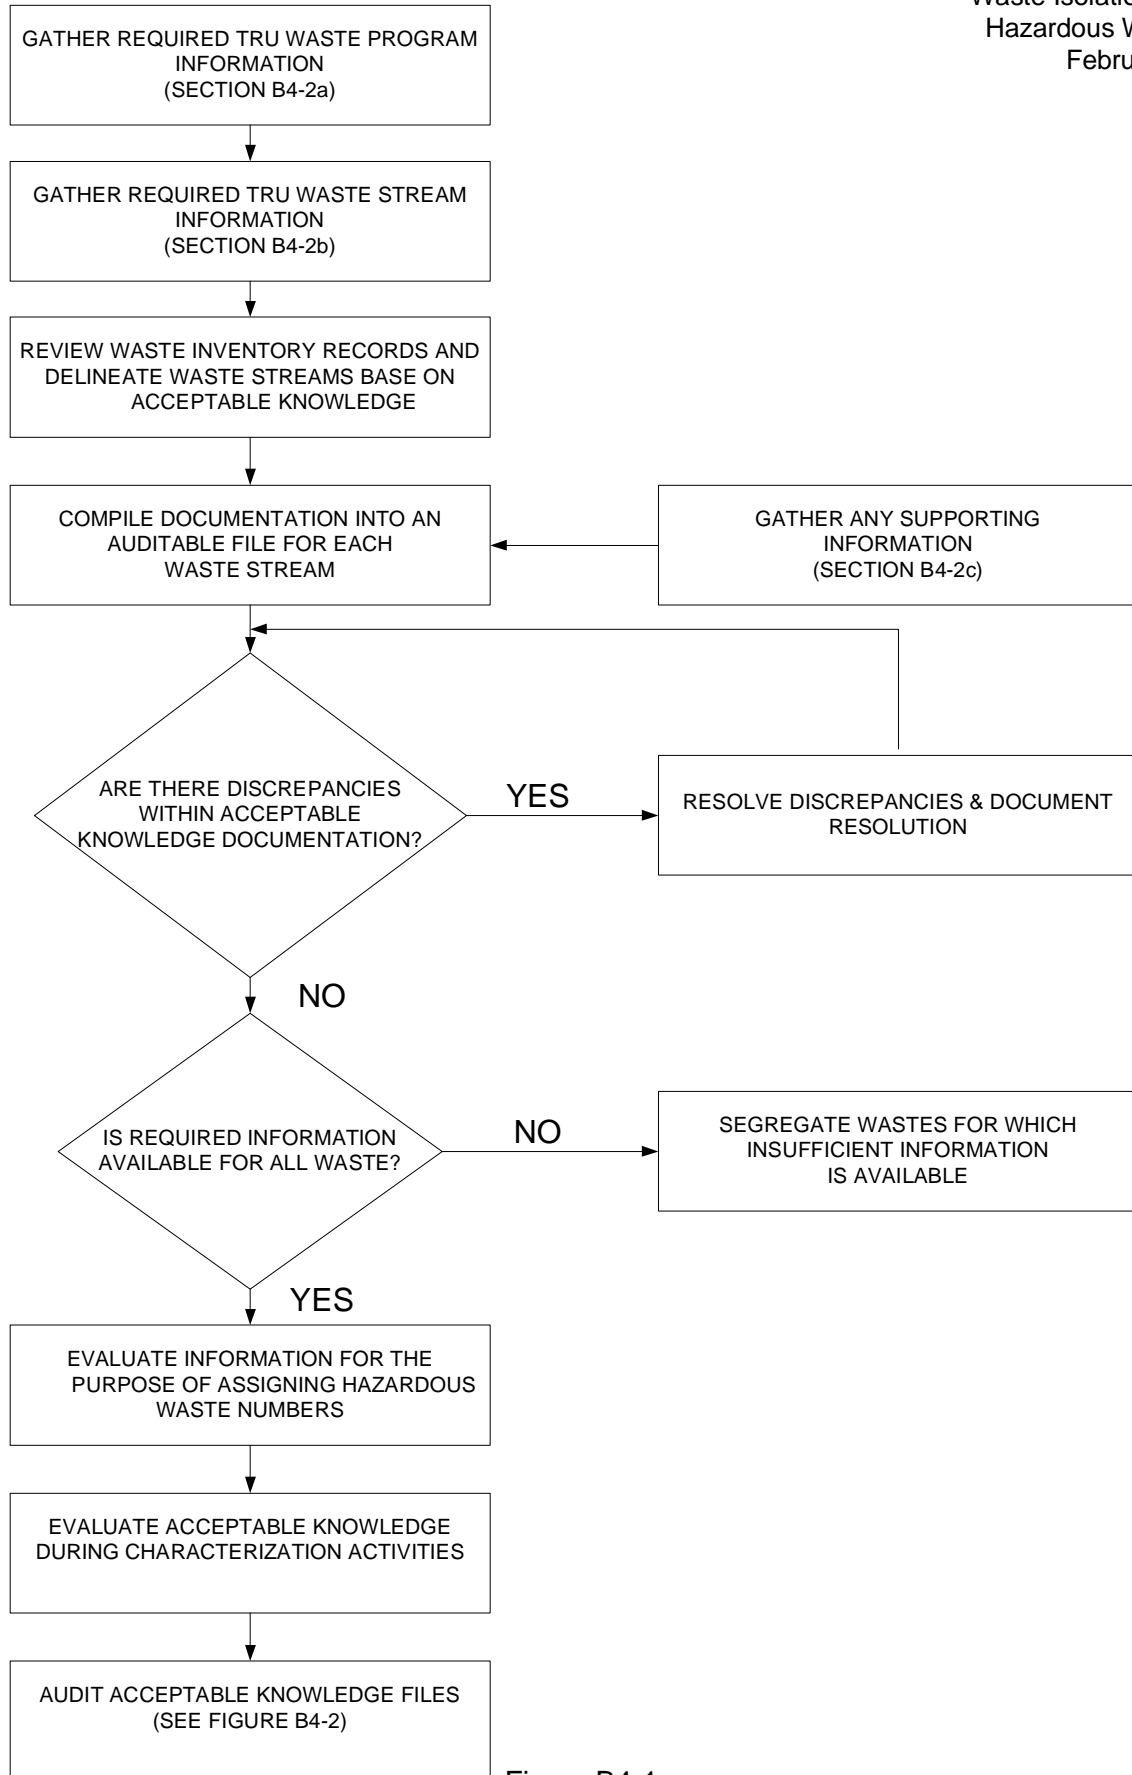 Hazardous
Febru
GATHER REQUIRED TRU WASTE PROGRAM
INFORMATION
(SECTION B4-2a)
GATHER REQUIRED TRU WASTE STREAM
INFORMATION
(SECTION B4-2b)
REVIEW WASTE INVENTORY RECORDS AND
DELINEATE WASTE STREAMS BASE ON
ACCEPTABLE KNOWLEDGE
COMPILE DOCUMENTATION INTO AN
AUDITABLE FILE FOR EACH
WASTE STREAM
GATHER ANY SUPPORTING
INFORMATION
(SECTION B4-2c)
ARE THERE DISCREPANCIES
WITHIN ACCEPTABLE
KNOWLEDGE DOCUMENTATION?
YES
RESOLVE DISCREPANCIES & DOCUMENT
RESOLUTION
NO
IS REQUIRED INFORMATION
AVAILABLE FOR ALL WASTE?
NO
SEGREGATE WASTES FOR WHICH
INSUFFICIENT INFORMATION
IS AVAILABLE
YES
EVALUATE INFORMATION FOR THE
PURPOSE OF ASSIGNING HAZARDOUS
WASTE NUMBERS
EVALUATE ACCEPTABLE KNOWLEDGE
DURING CHARACTERIZATION ACTIVITIES
AUDIT ACCEPTABLE KNOWLEDGE FILES
(SEE FIGURE B4-2)